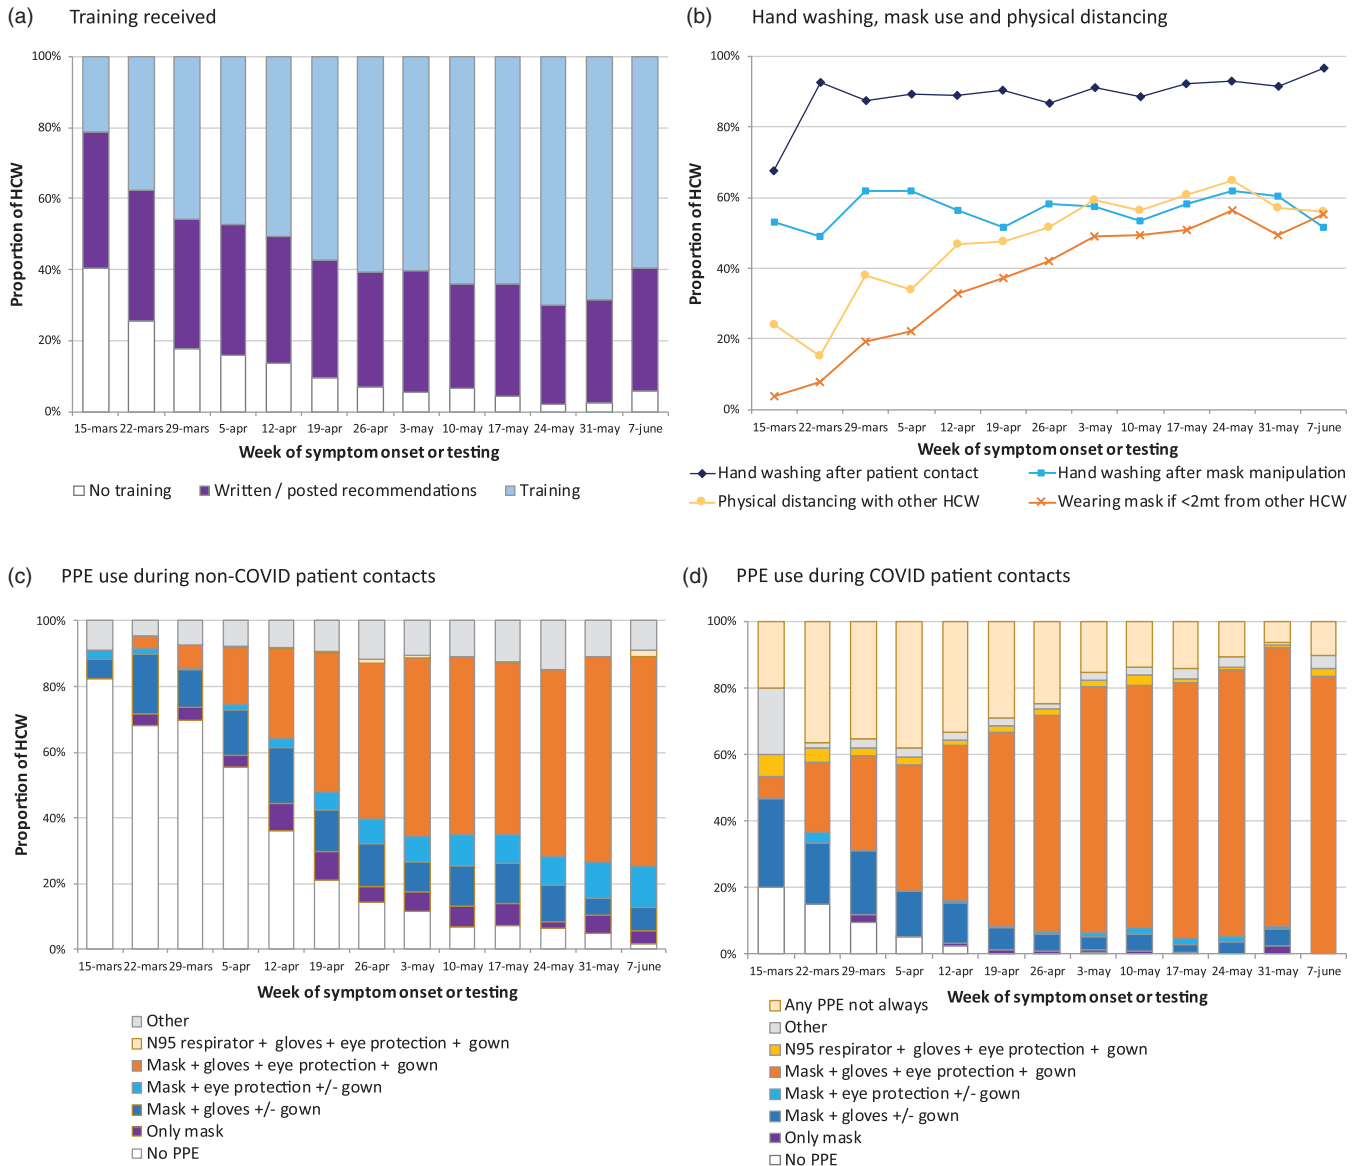 (a) Training received
100%
80%
60%
40%
20%
0%
Proportion of HCW
15-mars 22-mars 29-mars 5-apr 12-apr 19-apr 26-apr 3-may 10-may 17-may 24-may 31-may 7-june
Week of symptom onset or testing
No training Written / posted recommendations Training
(b) Hand washing, mask use and physical distancing
100%
80%
60%
40%
20%
0%
Proportion of HCW
15-mars 22-mars 29-mars 5-apr 12-apr 19-apr 26-apr 3-may 10-may 17-may 24-may 31-may 7-june
Week of symptom onset or testing
Hand washing after patient contact Hand washing after mask manipulation
Physical distancing with other HCW Wearing mask if <2mt from other HCW
(c) PPE use during non-COVID patient contacts
100%
80%
60%
40%
20%
0%
Proportion of HCW
15-mars 22-mars 29-mars 5-apr 12-apr 19-apr 26-apr 3-may 10-may 17-may 24-may 31-may 7-june
Week of symptom onset or testing
Other
N95 respirator + gloves + eye protection + gown
Mask + gloves + eye protection + gown
Mask + eye protection +/- gown
Mask + gloves +/- gown
Only mask
No PPE
(d) PPE use during COVID patient contacts
100%
80%
60%
40%
20%
0%
15-mars 22-mars 29-mars 5-apr 12-apr 19-apr 26-apr 3-may 10-may 17-may 24-may 31-may 7-june
Week of symptom onset or testing
Any PPE not always
Other
N95 respirator + gloves + eye protection + gown
Mask + gloves + eye protection + gown
Mask + eye protection +/- gown
Mask + gloves +/- gown
Only mask
No PPE